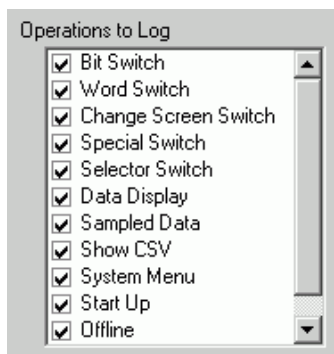 Operations to Log
Bit Switch
Word Switch
Change Screen Switch
Special Switch
Selector Switch
Data Display
Sampled Data
Show CSV
System Menu
Start Up
Offline